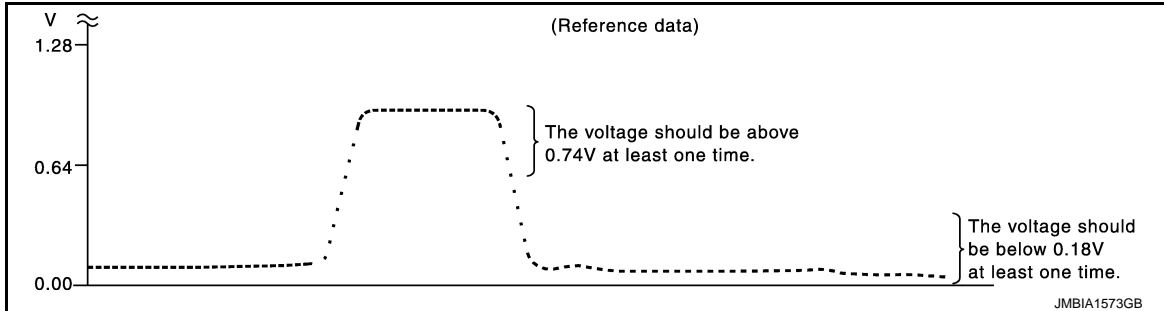 V
(Reference data)
1.28
The voltage should be above
0.74V at least one time.
0.64
The voltage should
be below 0.18V
at least one time.
0.00
JMBIA1573GB